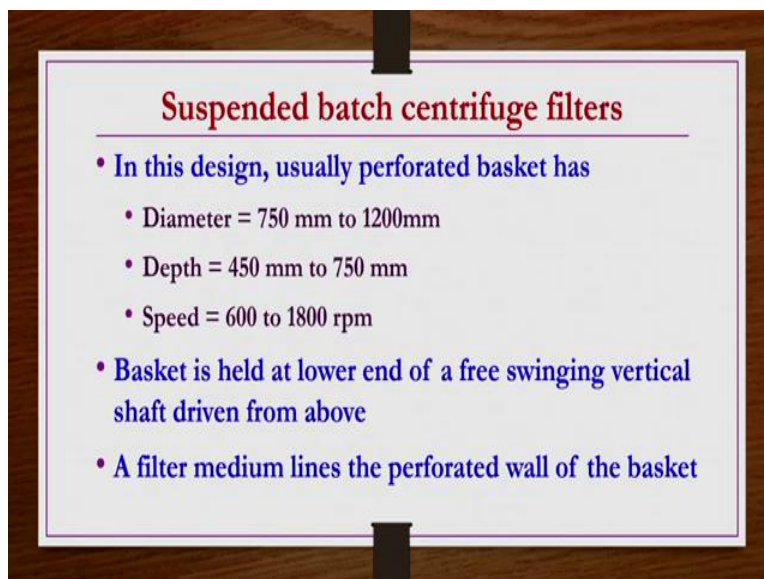 Suspended batch centrifuge filters
• In this design, usually perforated basket has
• Diameter = 750 mm to 1200mm
• Depth = 450 mm to 750 mm
• Speed = 600 to 1800 rpm
• Basket is held at lower end of a free swinging vertical
shaft driven from above
• A filter medium lines the perforated wall of the basket